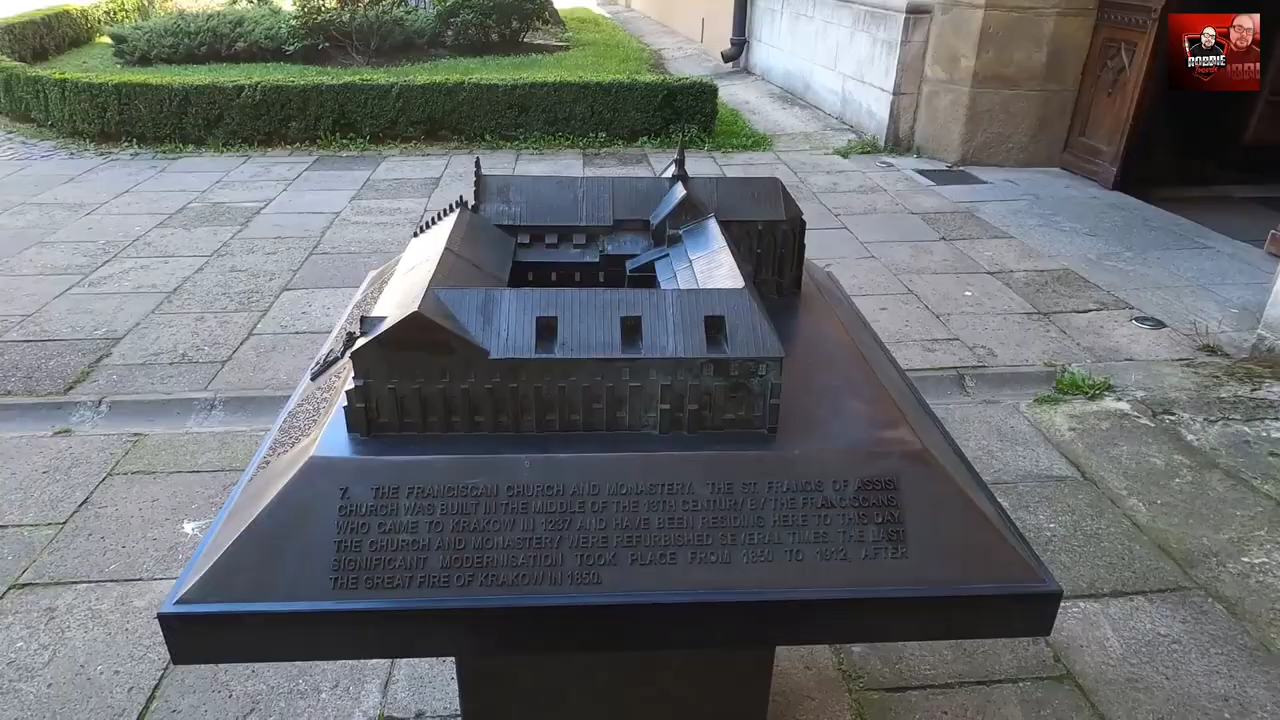 ROBBIE
7. THE FRANCISCAN CHURCH AND MONASTERY. THE ST. FRANCIS OF ASSISI
CHURCH WAS BUILT IN THE MIDDLE OF THE 13TH CENTURY BY THE FRANCISCANS,
WHO CAME TO KRAKOW IN 1237 AND HAVE BEEN RESIDING HERE TO THIS DAY.
THE CHURCH AND MONASTERY WERE REFURBISHED SEVERAL TIMES. THE LAST
SIGNIFICANT MODERNISATION TOOK PLACE FROM 1850 TO 1912, AFTER
THE GREAT FIRE OF KRAKOW IN 1850.